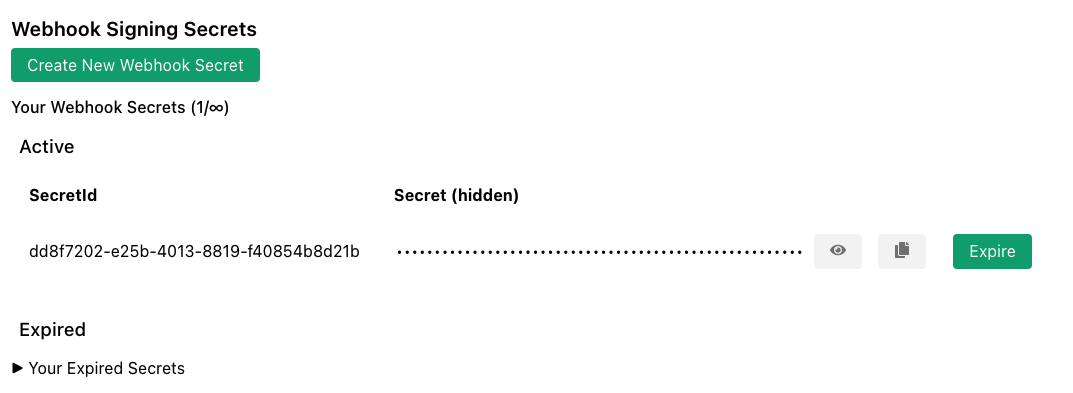 Webhook Signing Secrets
Create New Webhook Secret
Your Webhook Secrets (1/∞)
Active
SecretId Secret (hidden)
dd8f7202-e25b-4013-8819-f40854b8d21b Expire
Expired
Your Expired Secrets